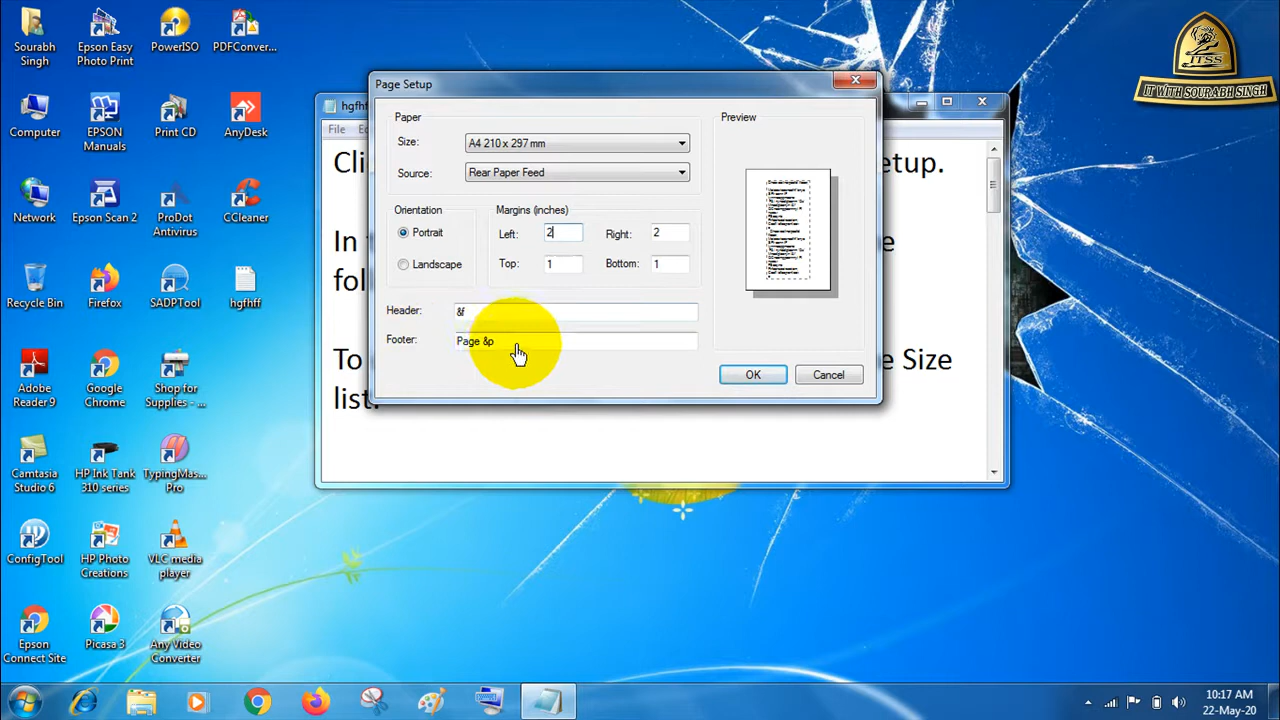 Sourabh Singh
Epson Easy Photo Print
PowerISO
PDFConver...
Computer
EPSON Manuals
Print CD
AnyDesk
Network
Epson Scan 2
ProDot Antivirus
CCleaner
Recycle Bin
Firefox
SADPTool
hgfhff
Adobe Reader 9
Google Chrome
Shop for Supplies - ...
Camtasia Studio 6
HP Ink Tank 310 series
TypingMas... Pro
ConfigTool
HP Photo Creations
VLC media player
Epson Connect Site
Picasa 3
Any Video Converter
ITSS
IT WITH SOURABH SINGH
Page Setup
Paper
Size: A4 210 x 297 mm
Source: Rear Paper Feed
Orientation
Portrait
Landscape
Margins (inches)
Left: 2 Right: 2
Top: 1 Bottom: 1
Header: &f
Footer: Page &p
Preview
OK Cancel
hgfhf
File
Cli etup.
In e
fol
To e Size
list.
10:17 AM
22-May-20